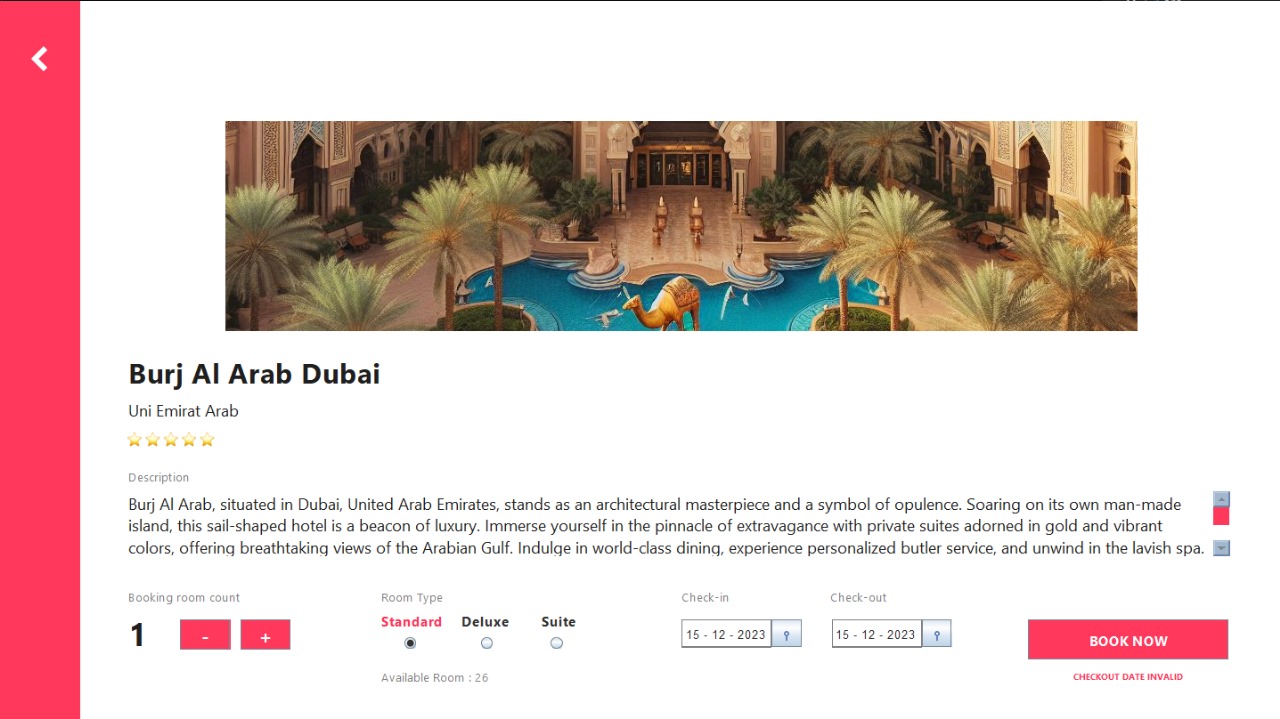 Burj Al Arab Dubai
Uni Emirat Arab
Description
Burj Al Arab, situated in Dubai, United Arab Emirates, stands as an architectural masterpiece and a symbol of opulence. Soaring on its own man-made
island, this sail-shaped hotel is a beacon of luxury. Immerse yourself in the pinnacle of extravagance with private suites adorned in gold and vibrant
colors, offering breathtaking views of the Arabian Gulf. Indulge in world-class dining, experience personalized butler service, and unwind in the lavish spa.
Booking room count
1 - +
Room Type
Standard Deluxe Suite
Available Room : 26
Check-in Check-out
15 - 12 - 2023 15 - 12 - 2023
BOOK NOW
CHECKOUT DATE INVALID